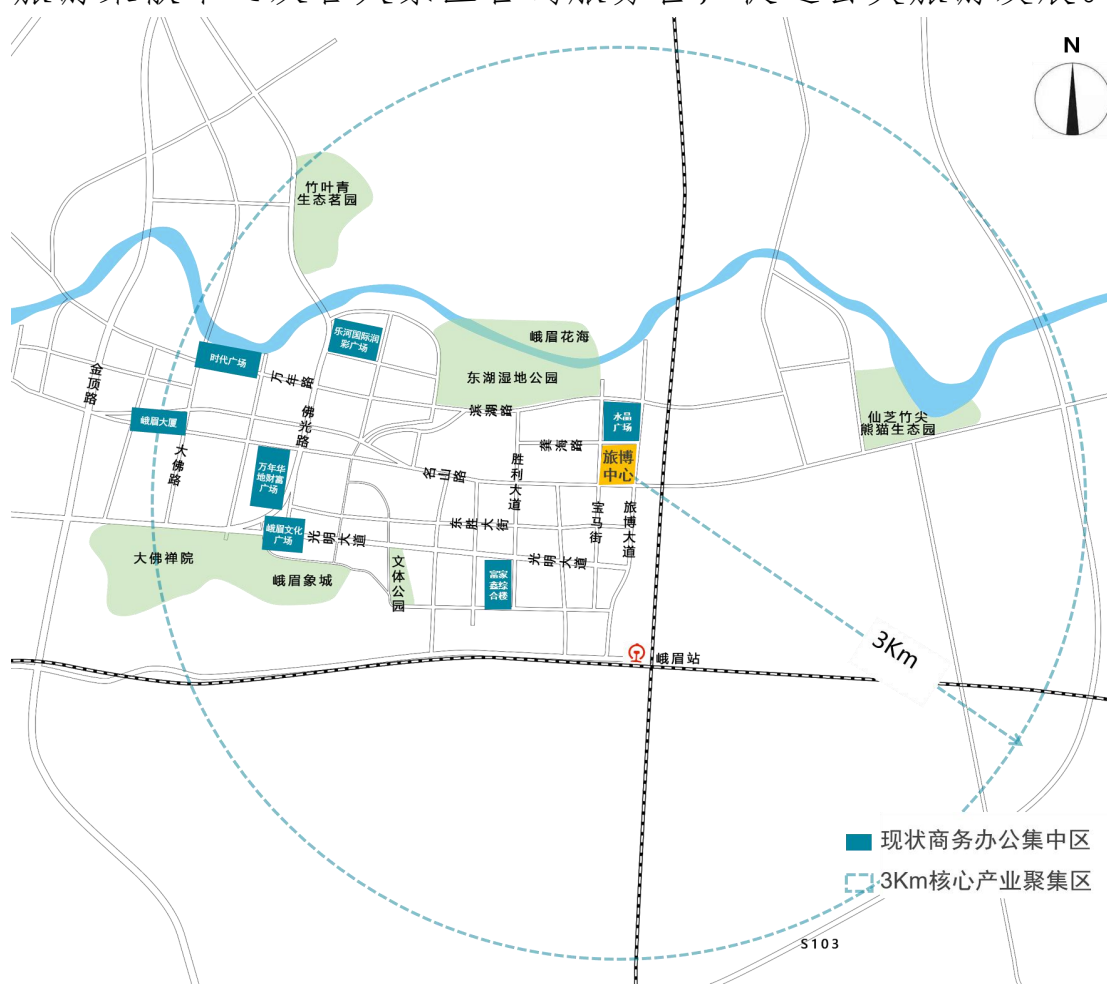 N
竹叶青
生态茗园
乐河国际润
彩广场
峨眉花海
时代广场
万年路
金顶路
东湖湿地公园
佛光路
滨湖路
仙芝竹尖
熊猫生态园
峨眉大厦
水晶
广场
大佛路
旅博
中心
名山路
胜利大道
万年华
地财富
广场
宝马街
旅博大道
东胜大街
峨眉文化
广场
光明大道
光明大道
大佛禅院
峨眉象城
文体公园
富家
鑫综
合楼
3Km
峨眉站
现状商务办公集中区
3Km核心产业聚集区
S103